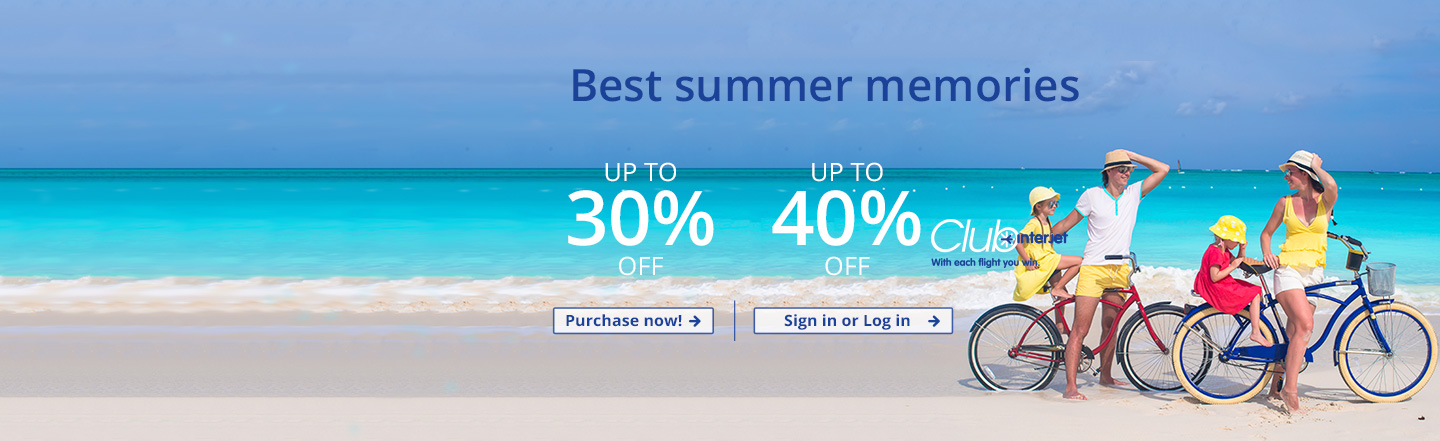 Best summer memories
UP TO
30%
OFF
Purchase now!
UP TO
40%
OFF
Club interjet
With each flight you win.
Sign in or Log in